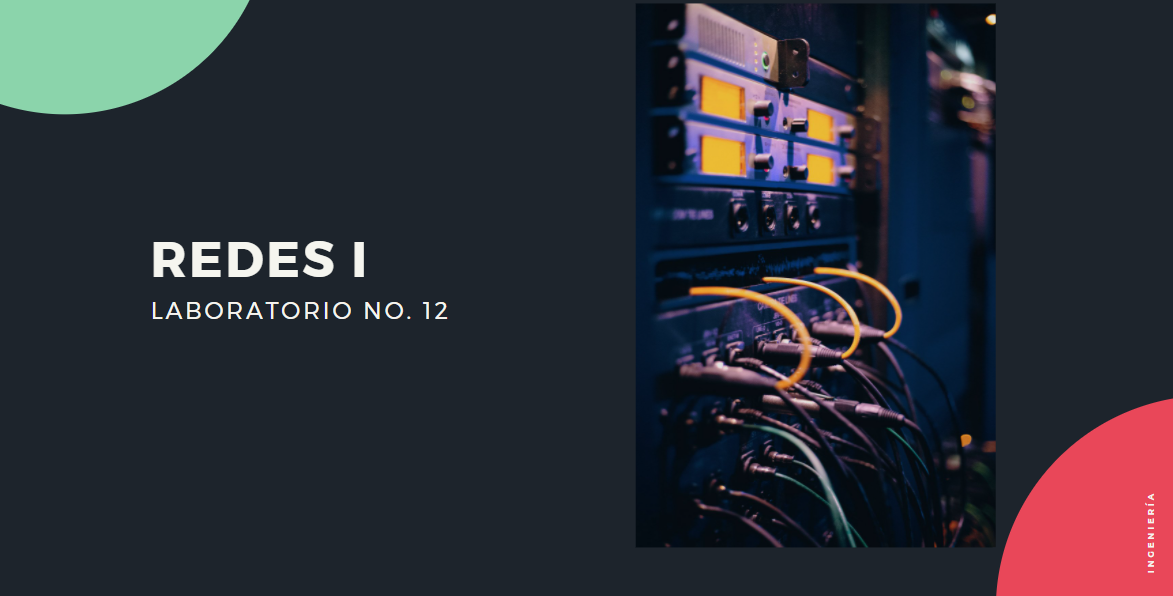 REDES I
LABORATORIO NO. 12
INGENIERÍA